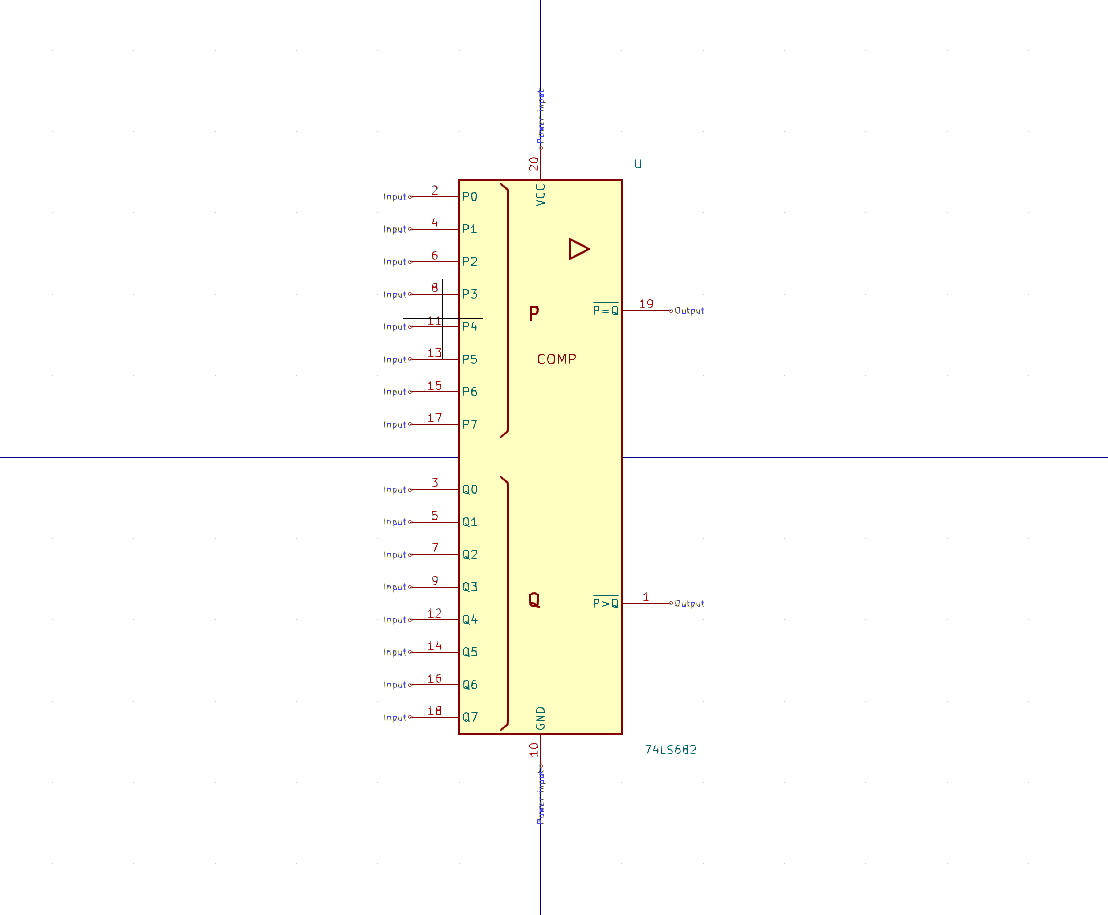 Power input
20
U
VCC
Input 2 P0
Input 4 P1
Input 6 P2
Input 8 P3
P=Q 19 Output
P
Input 11 P4
Input 13 P5
COMP
Input 15 P6
Input 17 P7
Input 3 Q0
Input 5 Q1
Input 7 Q2
Input 9 Q3
Q
P>Q 1 Output
Input 12 Q4
Input 14 Q5
Input 16 Q6
Input 18 Q7
GND
10
74LS682
Power input